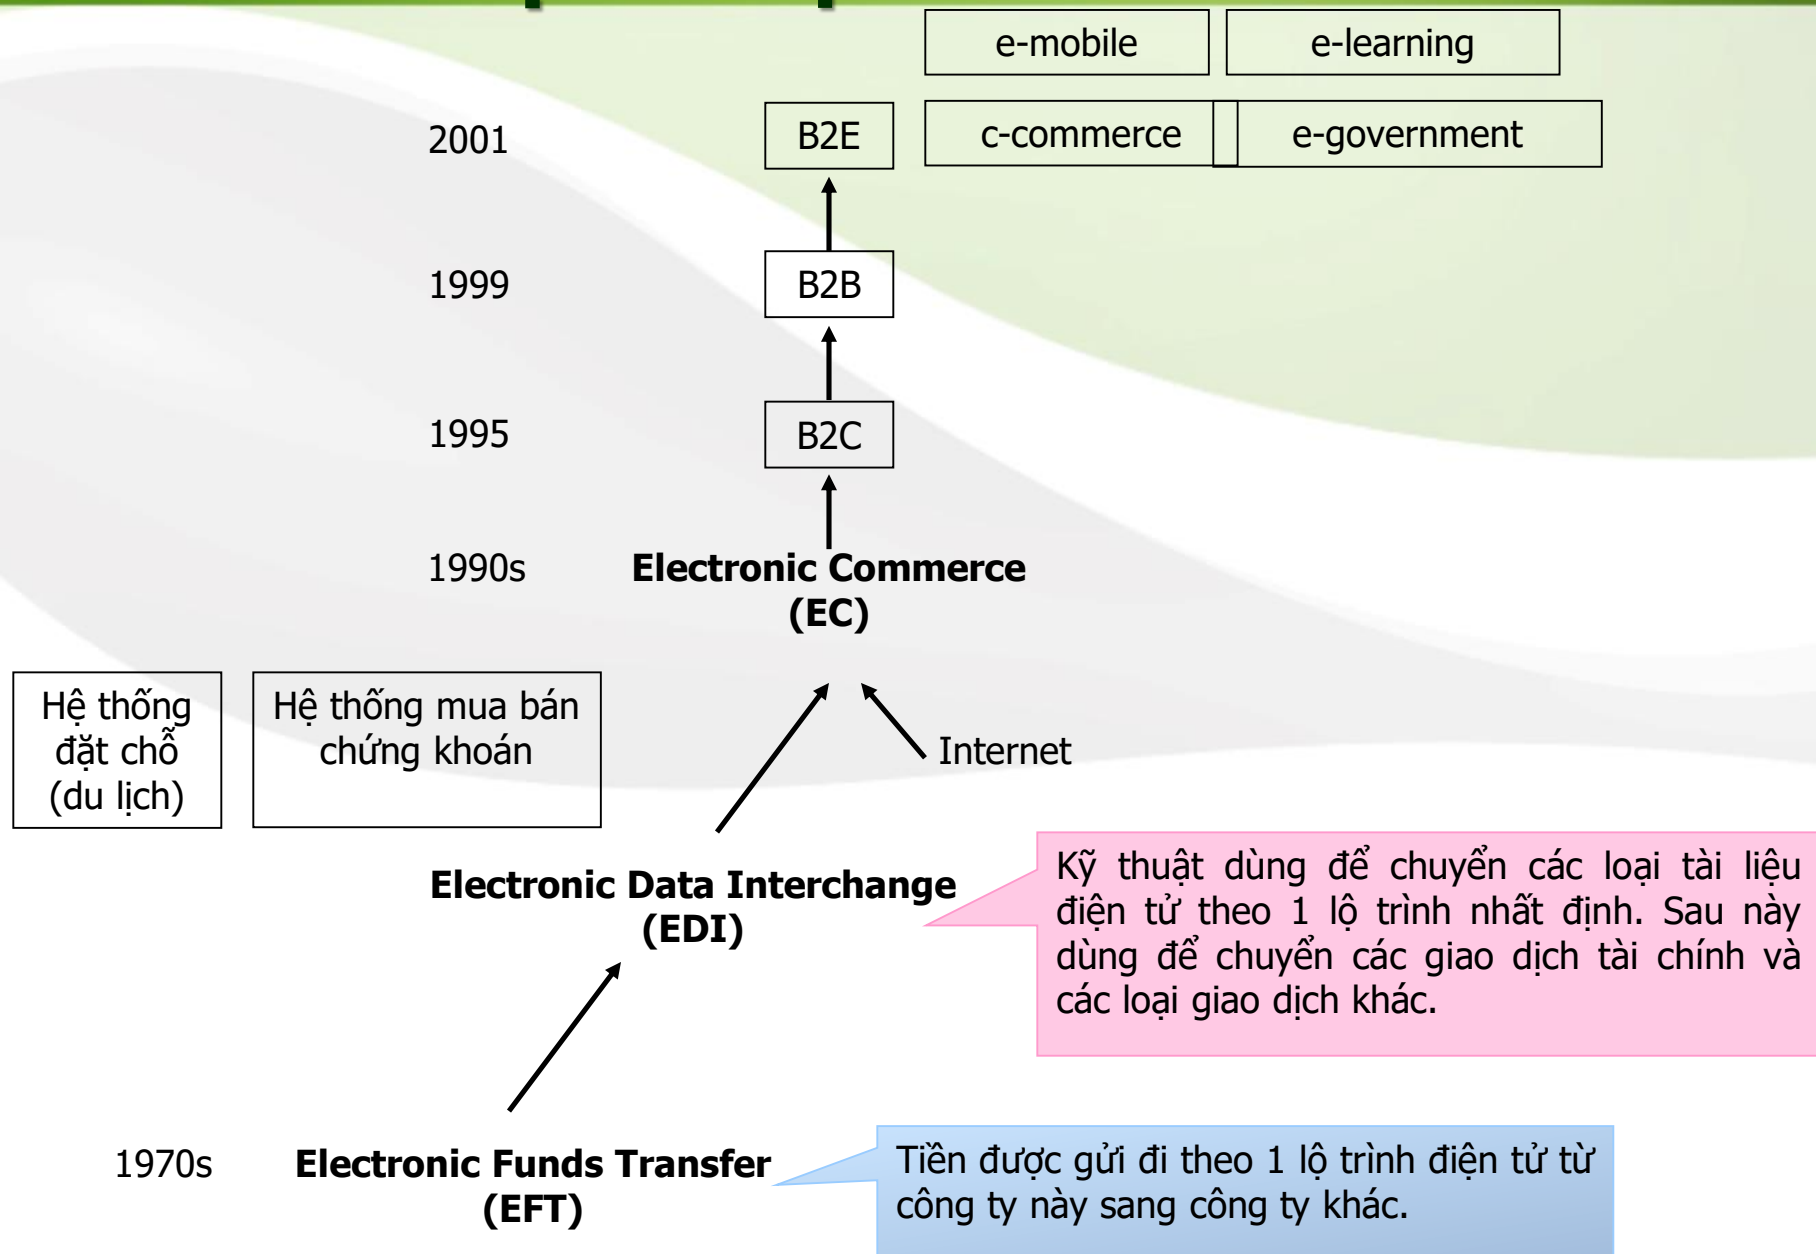 e-mobile
e-learning
2001
B2E
c-commerce
e-government
1999
B2B
1995
B2C
1990s
Electronic Commerce
(EC)
Hệ thống
đặt chỗ
(du lịch)
Hệ thống mua bán
chứng khoán
Internet
Electronic Data Interchange
(EDI)
Kỹ thuật dùng để chuyển các loại tài liệu
điện tử theo 1 lộ trình nhất định. Sau này
dùng để chuyển các giao dịch tài chính và
các loại giao dịch khác.
1970s
Electronic Funds Transfer
(EFT)
Tiền được gửi đi theo 1 lộ trình điện tử từ
công ty này sang công ty khác.